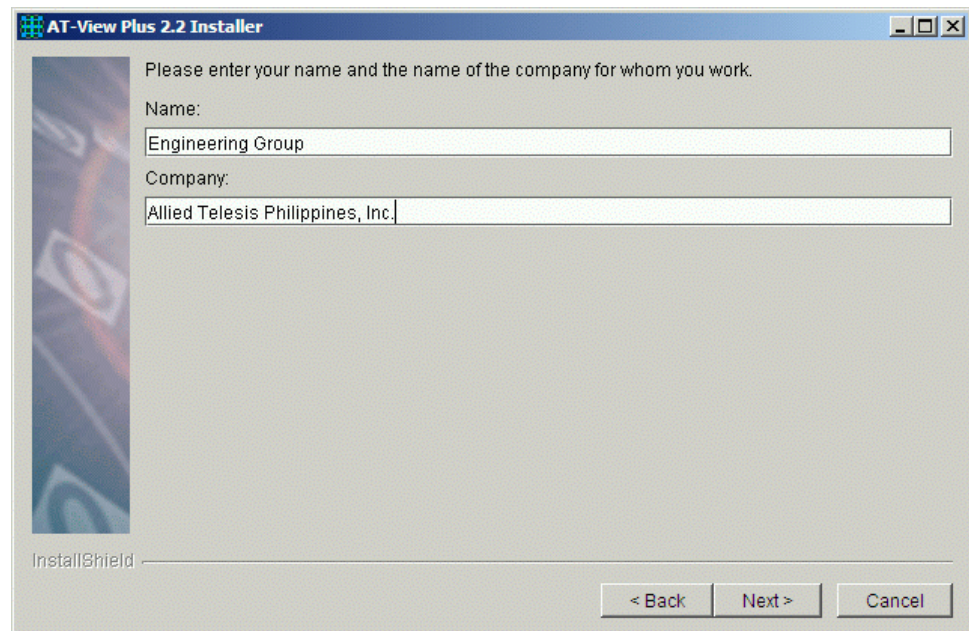 AT-View Plus 2.2 Installer
Please enter your name and the name of the company for whom you work.
Name:
Engineering Group
Company:
Allied Telesis Philippines, Inc.
InstallShield
< Back Next > Cancel